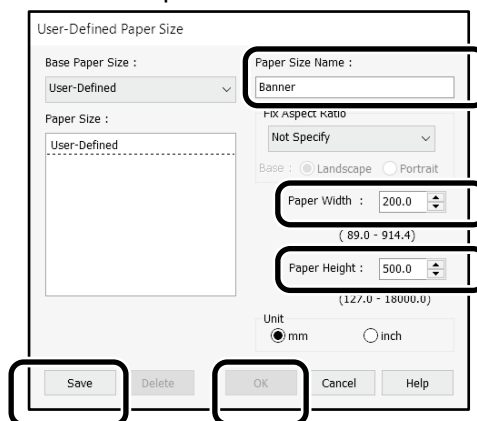 User-Defined Paper Size
Base Paper Size :
User-Defined
Paper Size :
User-Defined
Paper Size Name :
Banner
Fix Aspect Ratio
Not Specify
Base : Landscape Portrait
Paper Width : 200.0
( 89.0 - 914.4)
Paper Height : 500.0
(127.0 - 18000.0)
Unit
mm inch
Save Delete OK Cancel Help